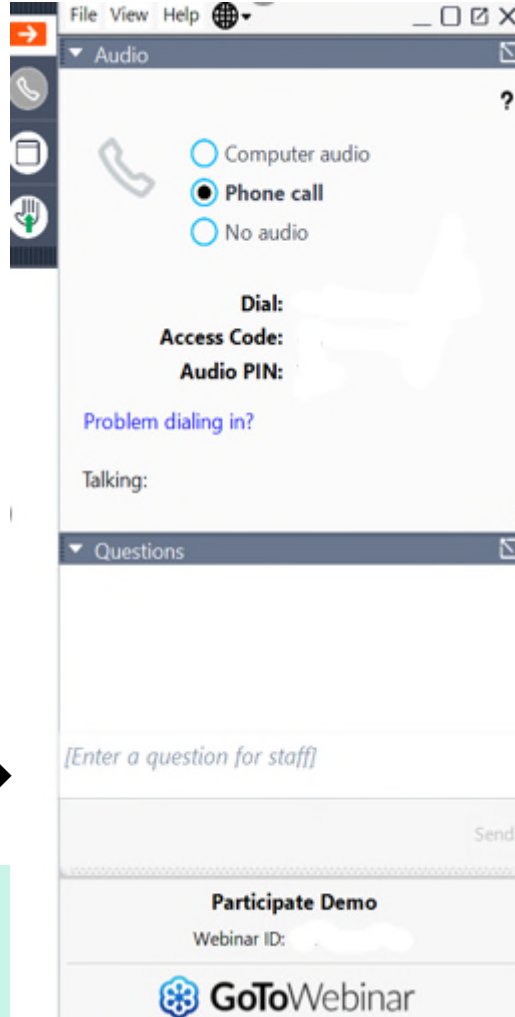 File View Help
Audio
?
Computer audio
Phone call
No audio
Dial:
Access Code:
Audio PIN:
Problem dialing in?
Talking:
Questions
[Enter a question for staff]
Send
Participate Demo
Webinar ID:
GoToWebinar